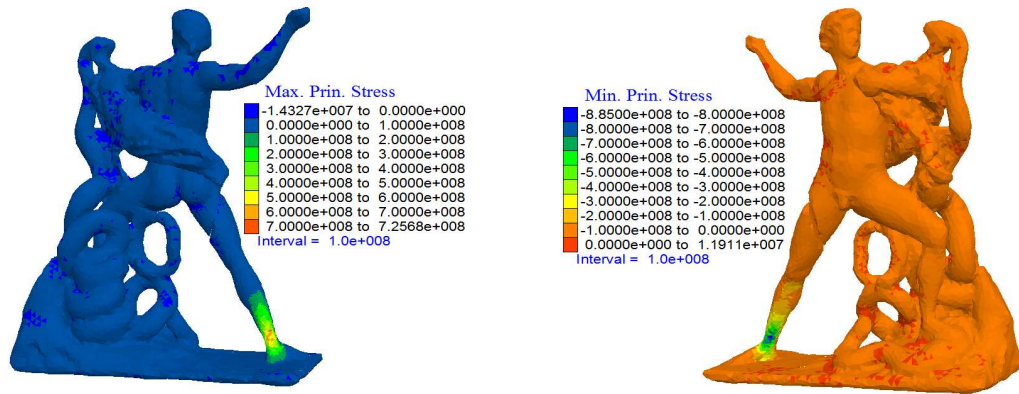 Max. Prin. Stress
-1.4327e+007 to 0.0000e+000
0.0000e+000 to 1.0000e+008
1.0000e+008 to 2.0000e+008
2.0000e+008 to 3.0000e+008
3.0000e+008 to 4.0000e+008
4.0000e+008 to 5.0000e+008
5.0000e+008 to 6.0000e+008
6.0000e+008 to 7.0000e+008
7.0000e+008 to 7.2568e+008
Interval = 1.0e+008
Min. Prin. Stress
-8.8500e+008 to -8.0000e+008
-8.0000e+008 to -7.0000e+008
-7.0000e+008 to -6.0000e+008
-6.0000e+008 to -5.0000e+008
-5.0000e+008 to -4.0000e+008
-4.0000e+008 to -3.0000e+008
-3.0000e+008 to -2.0000e+008
-2.0000e+008 to -1.0000e+008
-1.0000e+008 to 0.0000e+000
0.0000e+000 to 1.1911e+007
Interval = 1.0e+008